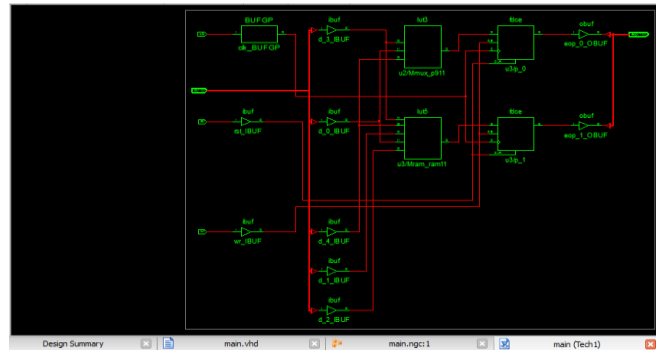 BUFGP
ibuf
lut3
fdce
obuf
clk_BUFGP
d_3_IBUF
eop_0_OBUF
u2/Mmux_p911
u3/p_0
ibuf
ibuf
lut5
fdce
obuf
rst_IBUF
d_0_IBUF
eop_1_OBUF
u3/Mram_ram11
u3/p_1
ibuf
ibuf
wr_IBUF
d_4_IBUF
ibuf
d_1_IBUF
ibuf
d_2_IBUF
Design Summary
main.vhd
main.ngc:1
main (Tech1)